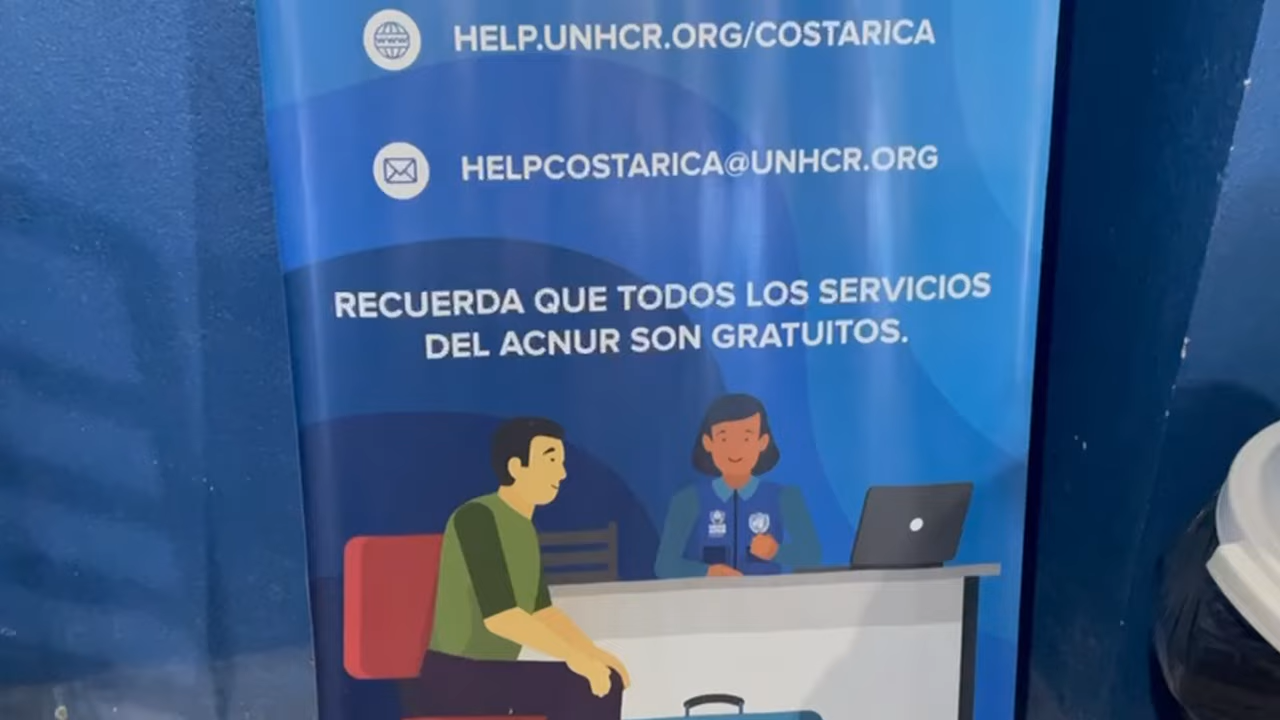 HELP.UNHCR.ORG/COSTARICA
HELPCOSTARICA@UNHCR.ORG
RECUERDA QUE TODOS LOS SERVICIOS
DEL ACNUR SON GRATUITOS.